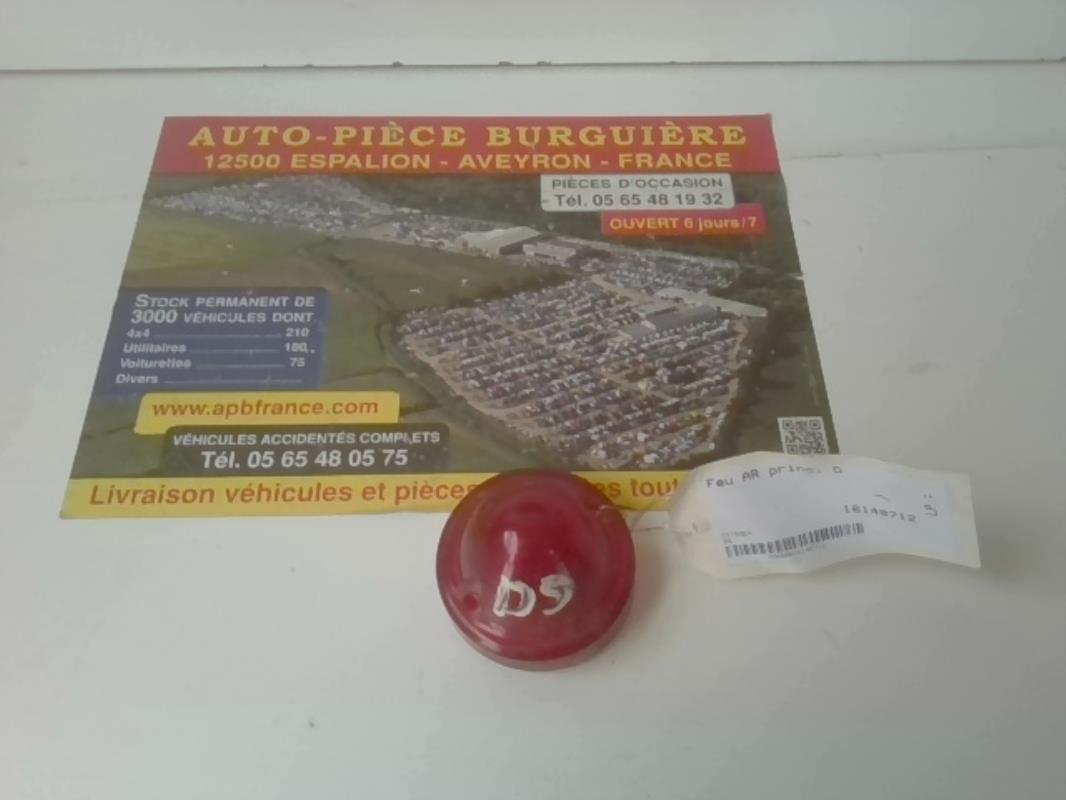 AUTO-PIÈCE BURGUIÈRE
12500 ESPALION - AVEYRON - FRANCE
PIÈCES D'OCCASION
Tél. 05 65 48 19 32
OUVERT 6 jours/7
STOCK PERMANENT DE
3000 VÉHICULES DONT
4x4 210
Utilitaires 180
Voiturettes 75
Divers
www.apbfrance.com
VÉHICULES ACCIDENTÉS COMPLETS
Tél. 05 65 48 05 75
Livraison véhicules et pièces
Feu AR princ. D
16148712
DS